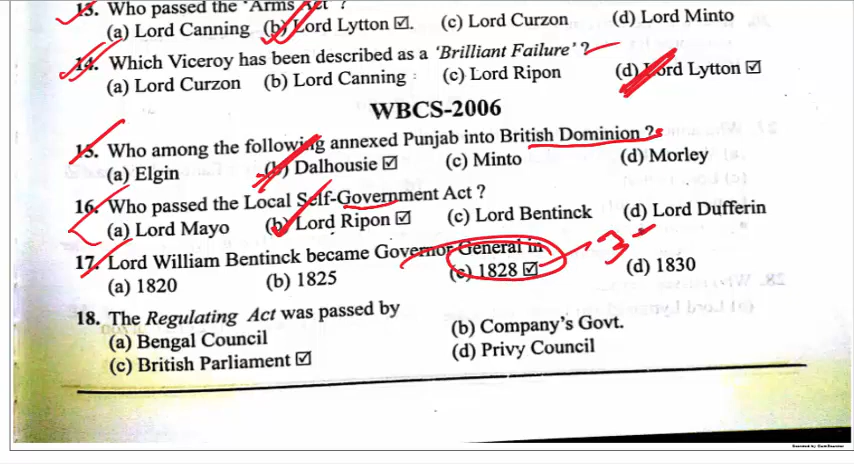 13. Who passed the 'Arms Act' ?
(a) Lord Canning (b) Lord Lytton ☑. (c) Lord Curzon (d) Lord Minto
14. Which Viceroy has been described as a 'Brilliant Failure' ?
(a) Lord Curzon (b) Lord Canning (c) Lord Ripon (d) Lord Lytton ☑
WBCS-2006
15. Who among the following annexed Punjab into British Dominion ?
(a) Elgin (b) Dalhousie ☑ (c) Minto (d) Morley
16. Who passed the Local Self-Government Act ?
(a) Lord Mayo (b) Lord Ripon ☑ (c) Lord Bentinck (d) Lord Dufferin
17. Lord William Bentinck became Governor General in
(a) 1820 (b) 1825 (c) 1828 ☑ (d) 1830
18. The Regulating Act was passed by
(a) Bengal Council (b) Company's Govt.
(c) British Parliament ☑ (d) Privy Council